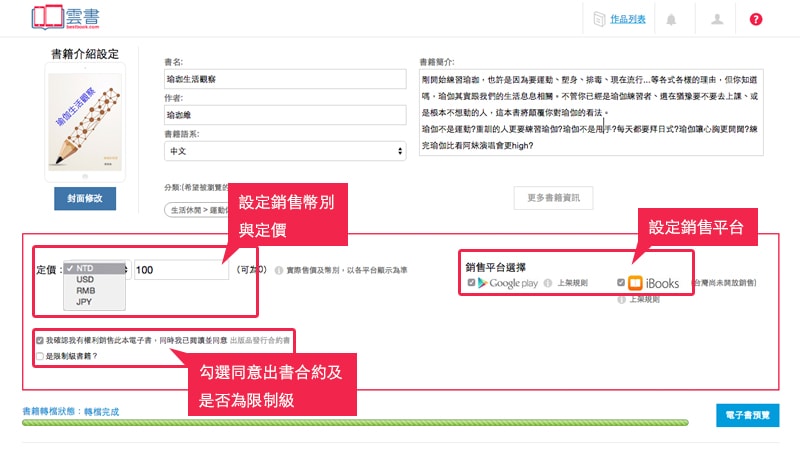 雲書
bestbook.com
作品列表
?
書籍介紹設定
瑜伽生活觀察
封面修改
書名:
瑜珈生活觀察
作者:
瑜珈維
書籍語系:
中文
分類:(希望被瀏覽的
生活休閒 > 運動
書籍簡介:
剛開始練習瑜珈，也許是因為要運動、塑身、排毒、現在流行...等各式各樣的理由，但你知道
嗎，瑜伽其實跟我們的生活息息相關。不管你已經是瑜伽練習者、還在猶豫要不要去上課、或
是根本不想動的人，這本書將顛覆你對瑜伽的看法。
瑜伽不是運動?重訓的人更要練習瑜伽?瑜伽不是甩手?每天都要拜日式?瑜伽讓心胸更開闊?練
完瑜伽比看阿妹演唱會更high?
更多書籍資訊
設定銷售幣別
與定價
設定銷售平台
定價：
NTD
USD
RMB
JPY
100
(可為0)
實際售價及幣別，以各平台顯示為準
銷售平台選擇
Google play
上架規則
iBooks
(台灣尚未開放銷售)
上架規則
我確認我有權利銷售此本電子書，同時我已閱讀並同意 出版品發行合約書
是限制級書籍？
勾選同意出書合約及
是否為限制級
書籍轉檔狀態：轉檔完成
電子書預覽